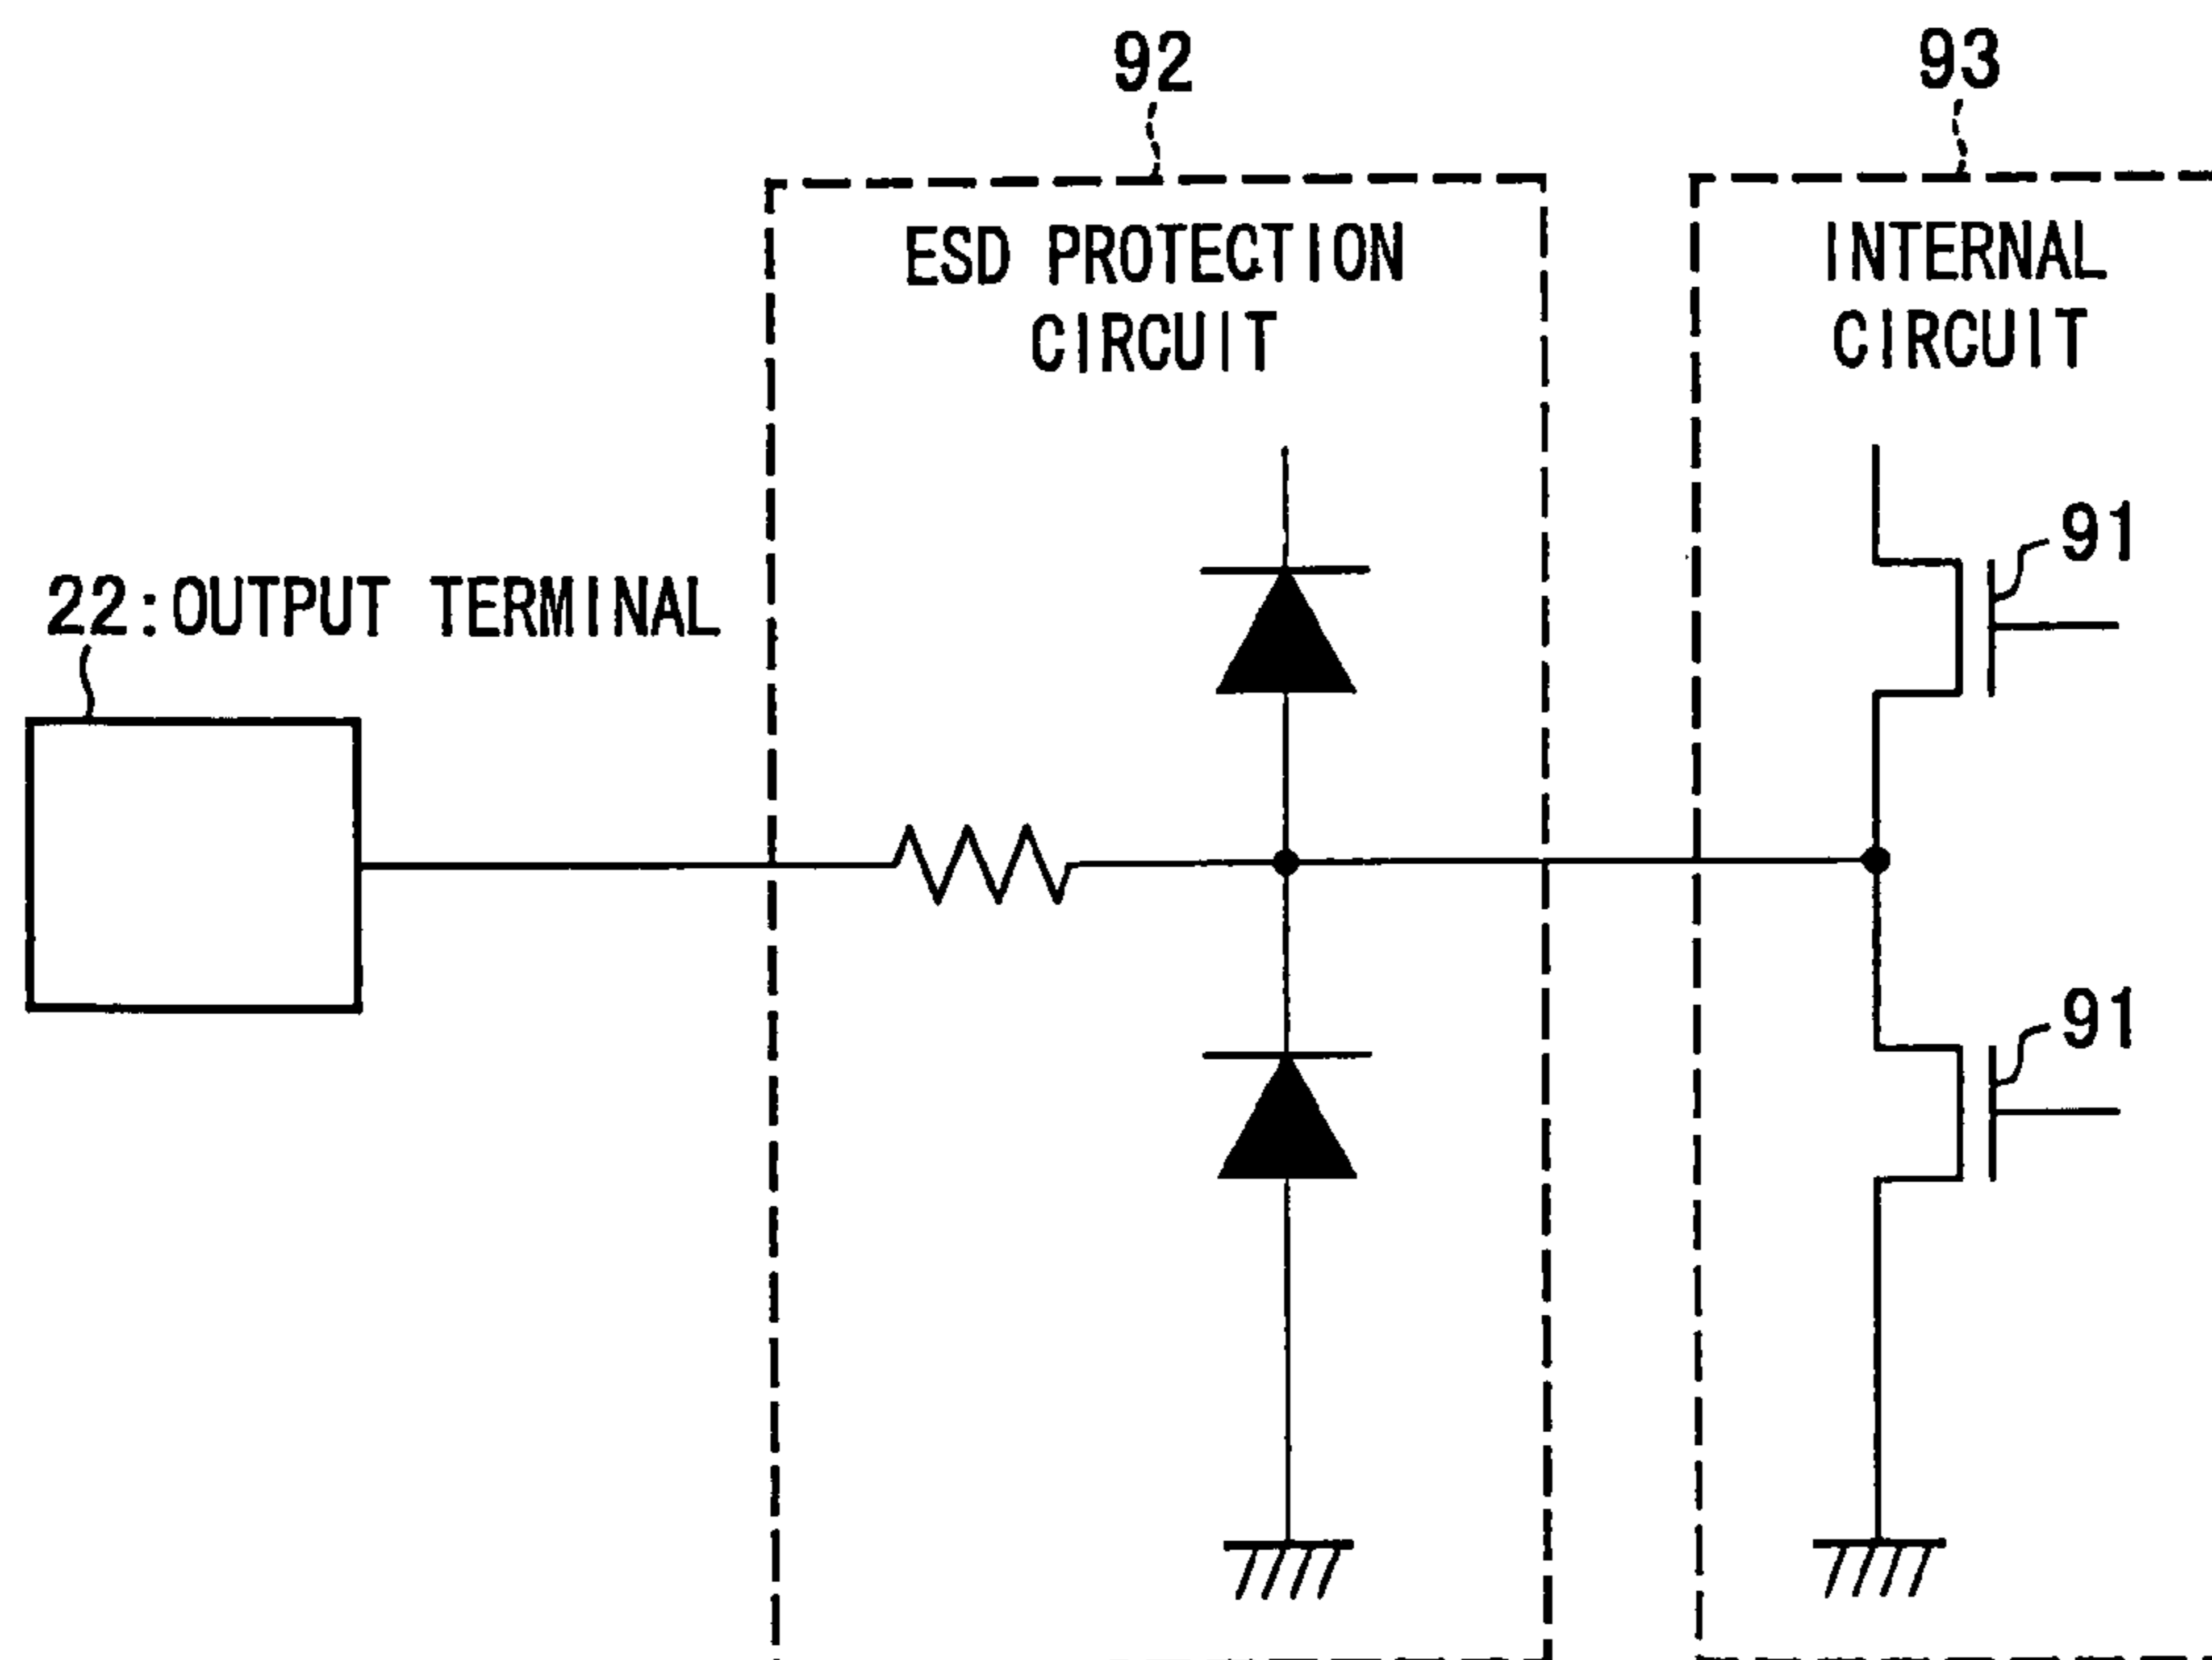 92
93
ESD PROTECTION
CIRCUIT
INTERNAL
CIRCUIT
91
22:OUTPUT TERMINAL
91